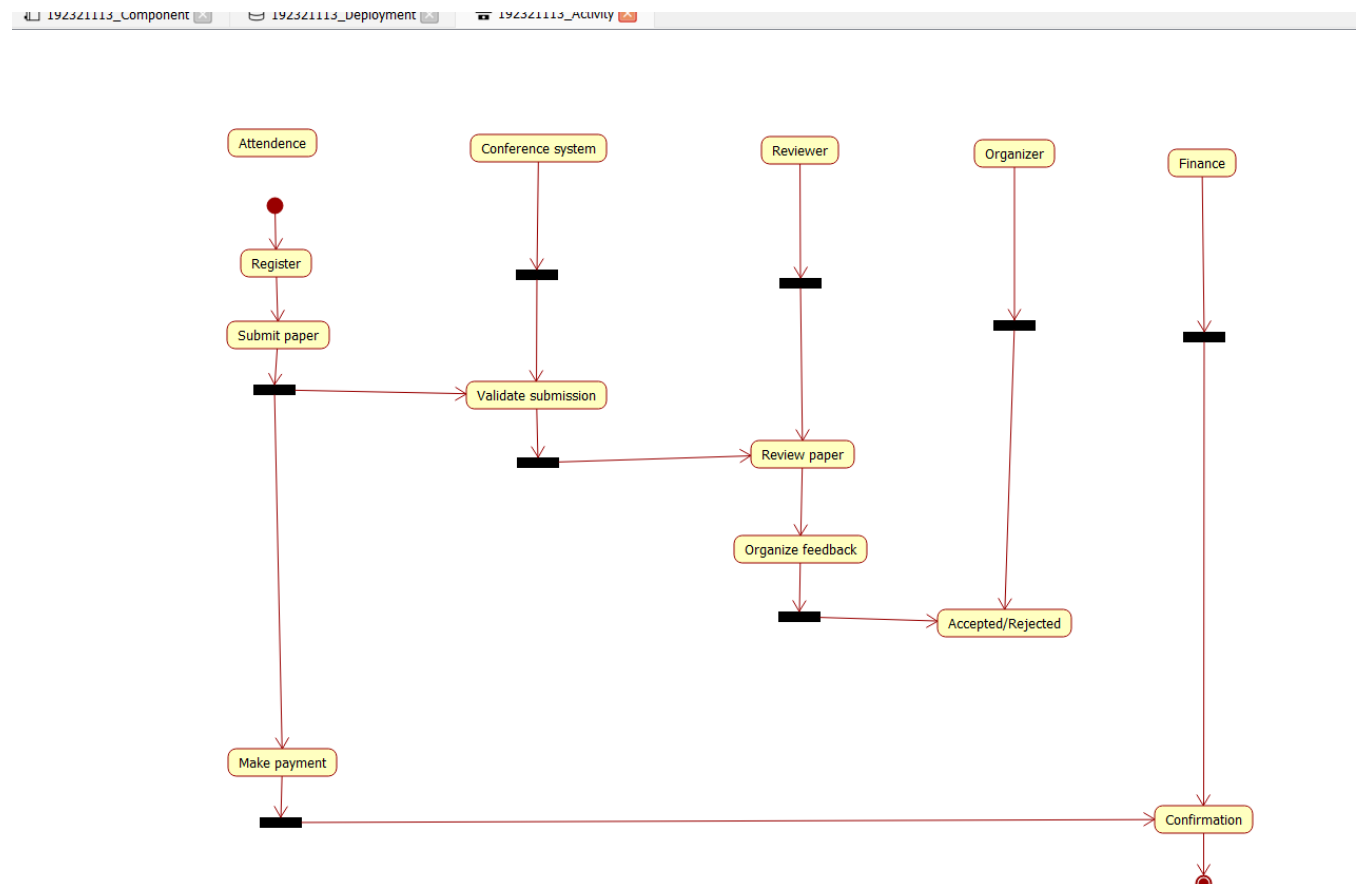 192321113_Component
192321113_Deployment
192321113_Activity
Attendence
Conference system
Reviewer
Organizer
Finance
Register
Submit paper
Validate submission
Review paper
Organize feedback
Accepted/Rejected
Make payment
Confirmation